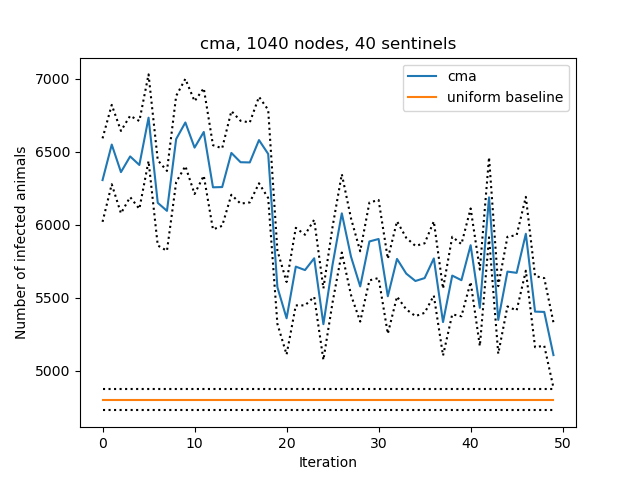 cma, 1040 nodes, 40 sentinels
cma
uniform baseline
7000
6500
6000
5500
5000
Number of infected animals
0 10 20 30 40 50
Iteration